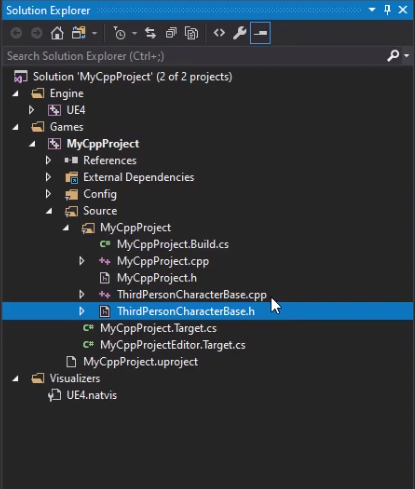 Solution Explorer
Search Solution Explorer (Ctrl+;)
Solution 'MyCppProject' (2 of 2 projects)
Engine
UE4
Games
MyCppProject
References
External Dependencies
Config
Source
MyCppProject
C# MyCppProject.Build.cs
++ MyCppProject.cpp
h MyCppProject.h
++ ThirdPersonCharacterBase.cpp
h ThirdPersonCharacterBase.h
C# MyCppProject.Target.cs
C# MyCppProjectEditor.Target.cs
MyCppProject.uproject
Visualizers
UE4.natvis